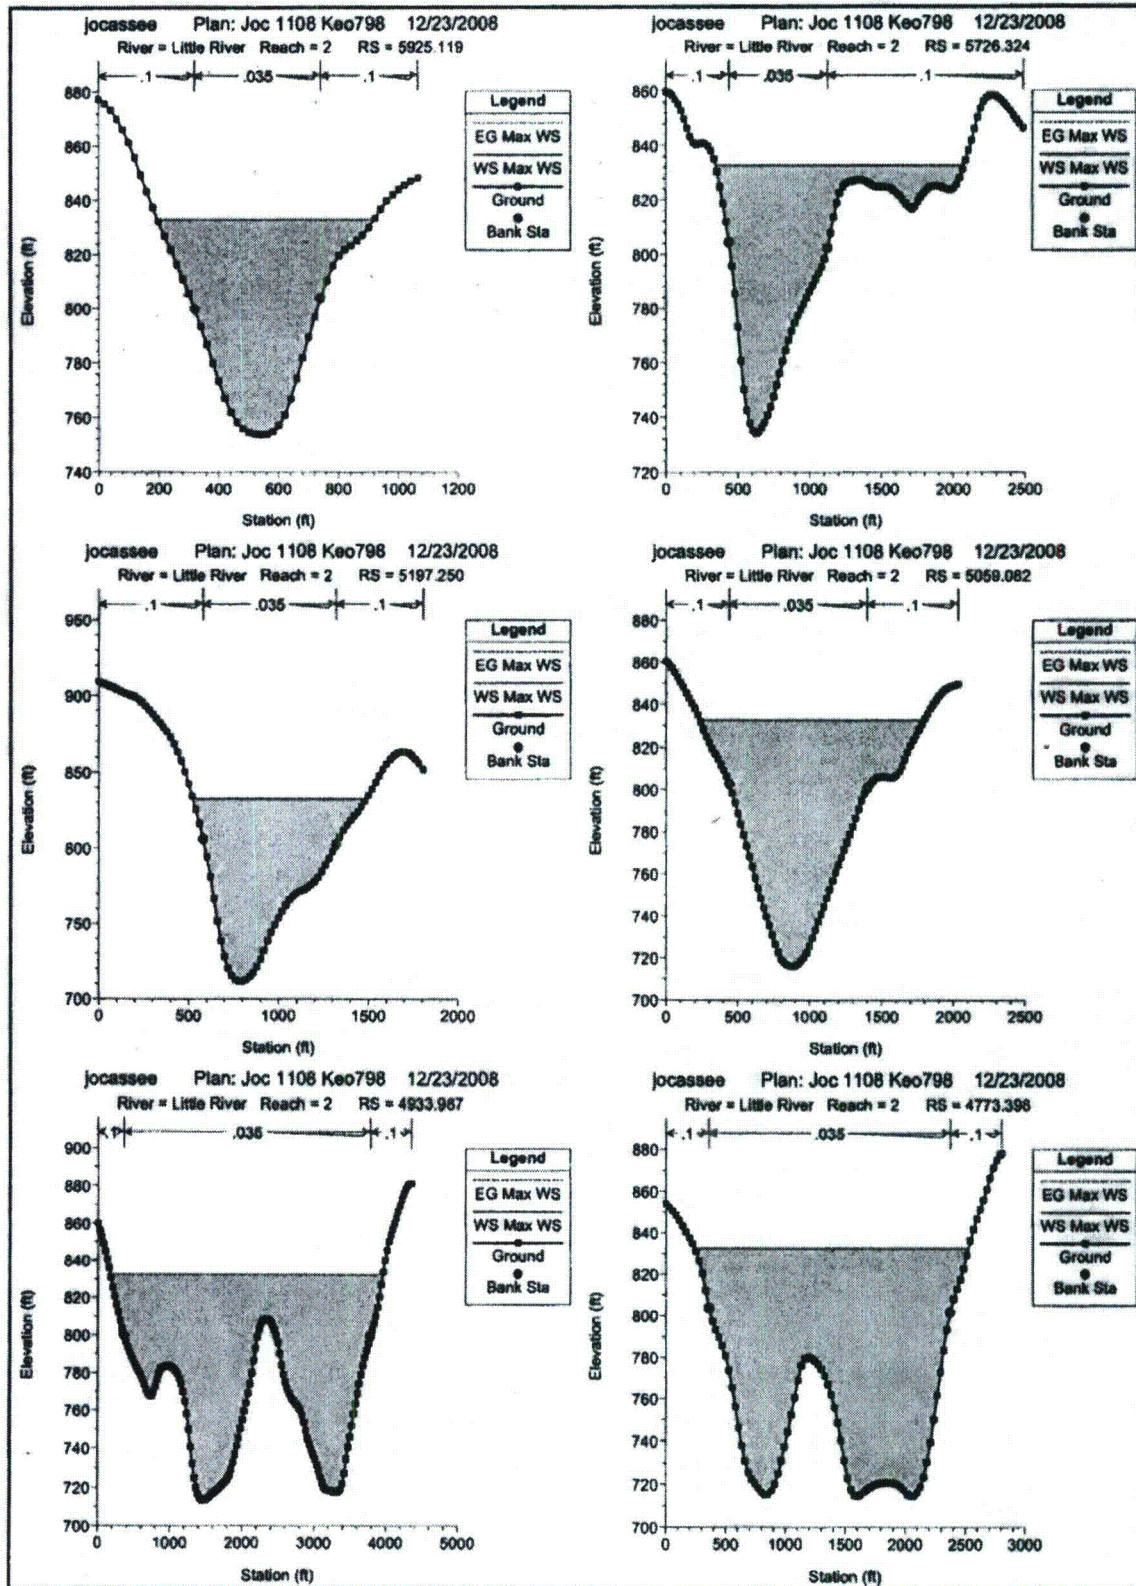 jocassee Plan: Joc 1108 Keo798 12/23/2008
River = Little River Reach = 2 RS = 5925.119
.1 .035 .1
Legend
EG Max WS
WS Max WS
Ground
Bank Sta
Elevation (ft)
880
860
840
820
800
780
760
740
0 200 400 600 800 1000 1200
Station (ft)
jocassee Plan: Joc 1108 Keo798 12/23/2008
River = Little River Reach = 2 RS = 5726.324
.1 .035 .1
Legend
EG Max WS
WS Max WS
Ground
Bank Sta
Elevation (ft)
860
840
820
800
780
760
740
720
0 500 1000 1500 2000 2500
Station (ft)
jocassee Plan: Joc 1108 Keo798 12/23/2008
River = Little River Reach = 2 RS = 5197.250
.1 .035 .1
Legend
EG Max WS
WS Max WS
Ground
Bank Sta
Elevation (ft)
950
900
850
800
750
700
0 500 1000 1500 2000
Station (ft)
jocassee Plan: Joc 1108 Keo798 12/23/2008
River = Little River Reach = 2 RS = 5059.062
.1 .035 .1
Legend
EG Max WS
WS Max WS
Ground
Bank Sta
Elevation (ft)
880
860
840
820
800
780
760
740
720
700
0 500 1000 1500 2000 2500
Station (ft)
jocassee Plan: Joc 1108 Keo798 12/23/2008
River = Little River Reach = 2 RS = 4933.967
.1 .035 .1
Legend
EG Max WS
WS Max WS
Ground
Bank Sta
Elevation (ft)
900
880
860
840
820
800
780
760
740
720
700
0 1000 2000 3000 4000 5000
Station (ft)
jocassee Plan: Joc 1108 Keo798 12/23/2008
River = Little River Reach = 2 RS = 4773.396
.1 .035 .1
Legend
EG Max WS
WS Max WS
Ground
Bank Sta
Elevation (ft)
880
860
840
820
800
780
760
740
720
700
0 500 1000 1500 2000 2500 3000
Station (ft)